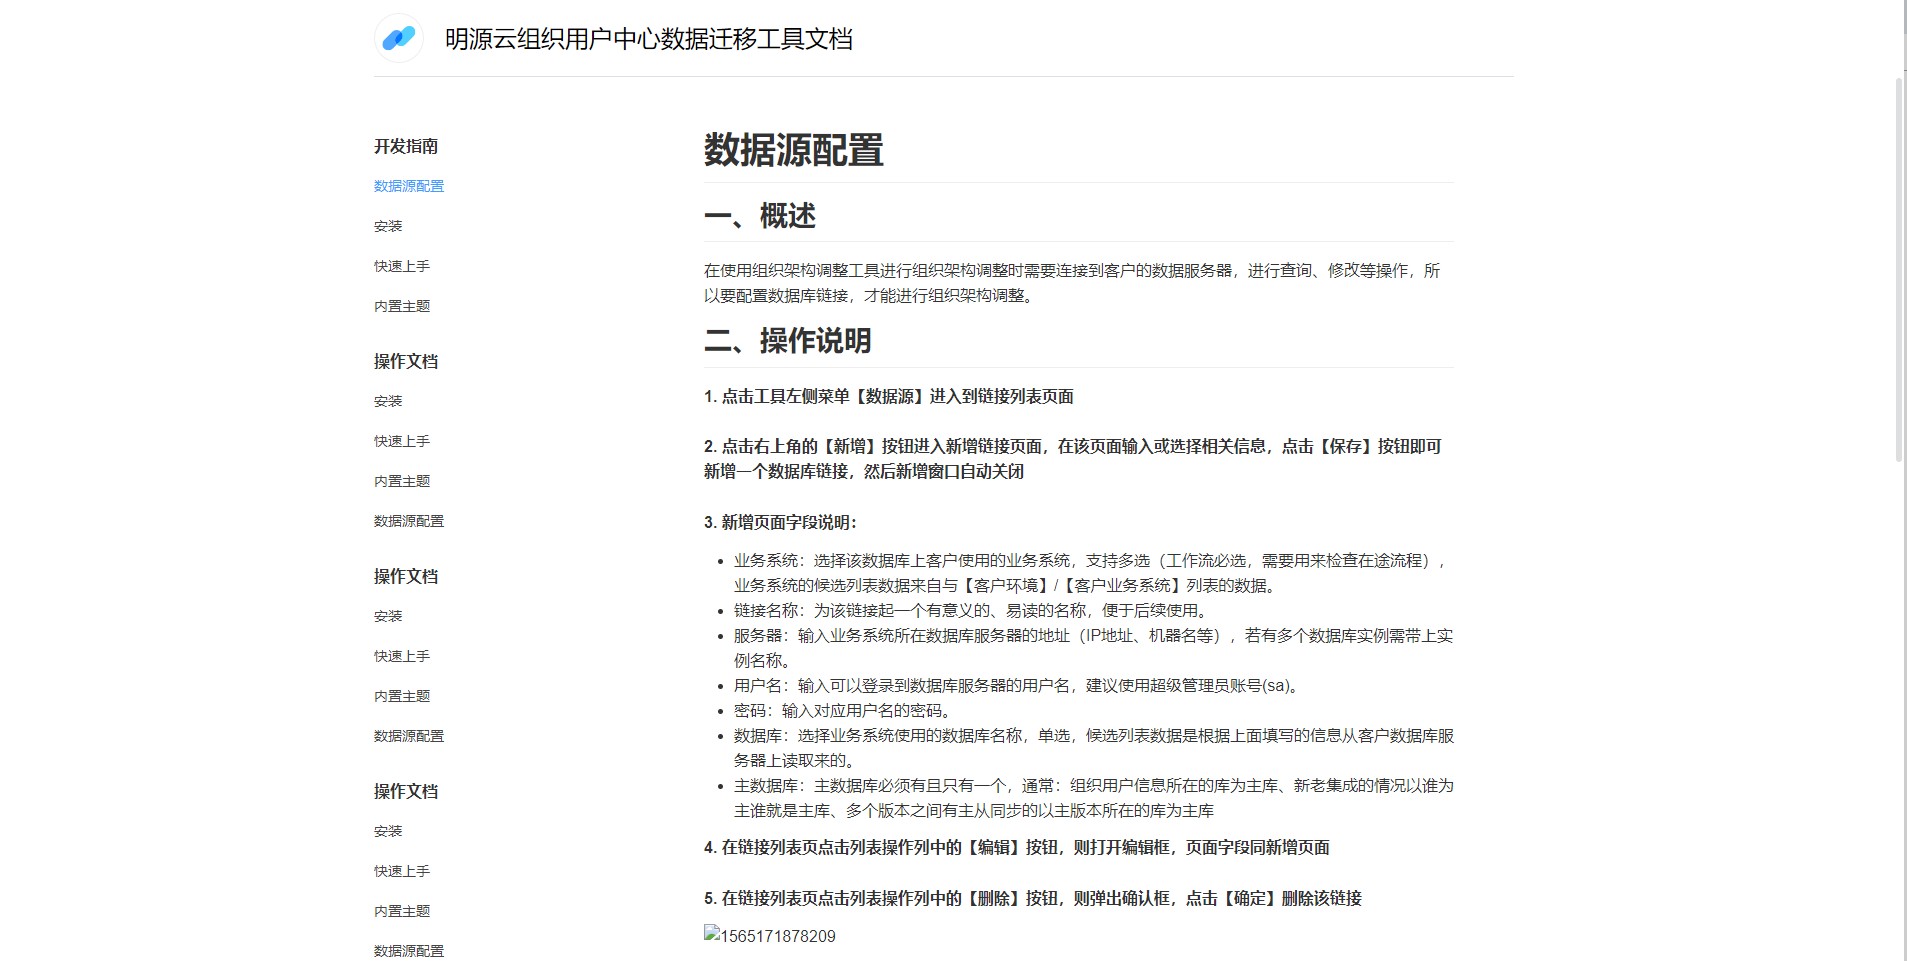 明源云组织用户中心数据迁移工具文档
开发指南
数据源配置
安装
快速上手
内置主题
操作文档
安装
快速上手
内置主题
数据源配置
操作文档
安装
快速上手
内置主题
数据源配置
操作文档
安装
快速上手
内置主题
数据源配置
数据源配置
一、概述
在使用组织架构调整工具进行组织架构调整时需要连接到客户的数据服务器，进行查询、修改等操作，所
以要配置数据库链接，才能进行组织架构调整。
二、操作说明
1. 点击工具左侧菜单【数据源】进入到链接列表页面
2. 点击右上角的【新增】按钮进入新增链接页面，在该页面输入或选择相关信息，点击【保存】按钮即可
新增一个数据库链接，然后新增窗口自动关闭
3. 新增页面字段说明：
• 业务系统：选择该数据库上客户使用的业务系统，支持多选（工作流必选，需要用来检查在途流程），
业务系统的候选列表数据来自与【客户环境】/【客户业务系统】列表的数据。
• 链接名称：为该链接起一个有意义的、易读的名称，便于后续使用。
• 服务器：输入业务系统所在数据库服务器的地址（IP地址、机器名等），若有多个数据库实例需带上实
例名称。
• 用户名：输入可以登录到数据库服务器的用户名，建议使用超级管理员账号(sa)。
• 密码：输入对应用户名的密码。
• 数据库：选择业务系统使用的数据库名称，单选，候选列表数据是根据上面填写的信息从客户数据库服
务器上读取来的。
• 主数据库：主数据库必须有且只有一个，通常：组织用户信息所在的库为主库、新老集成的情况以谁为
主谁就是主库、多个版本之间有主从同步的以主版本所在的库为主库
4. 在链接列表页点击列表操作列中的【编辑】按钮，则打开编辑框，页面字段同新增页面
5. 在链接列表页点击列表操作列中的【删除】按钮，则弹出确认框，点击【确定】删除该链接
1565171878209